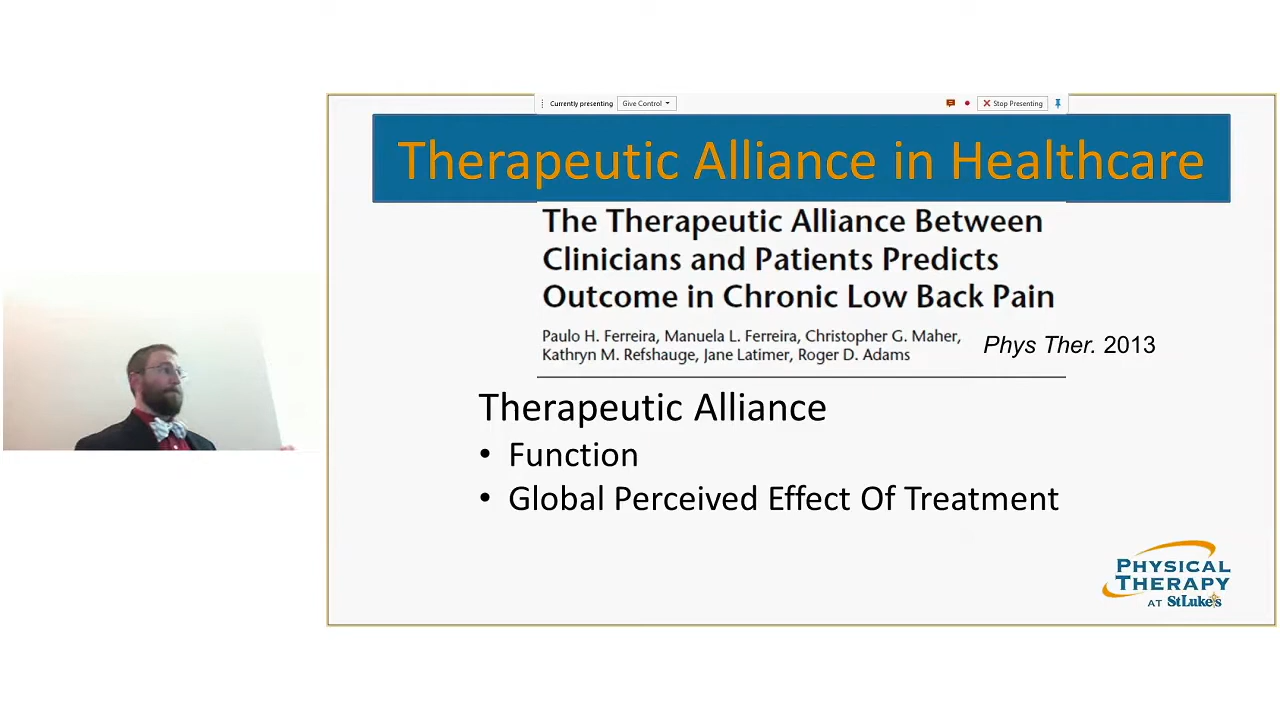 Currently presenting Give Control Stop Presenting
Therapeutic Alliance in Healthcare
The Therapeutic Alliance Between
Clinicians and Patients Predicts
Outcome in Chronic Low Back Pain
Paulo H. Ferreira, Manuela L. Ferreira, Christopher G. Maher,
Kathryn M. Refshauge, Jane Latimer, Roger D. Adams
Phys Ther. 2013
Therapeutic Alliance
• Function
• Global Perceived Effect Of Treatment
PHYSICAL
THERAPY
AT StLuke's